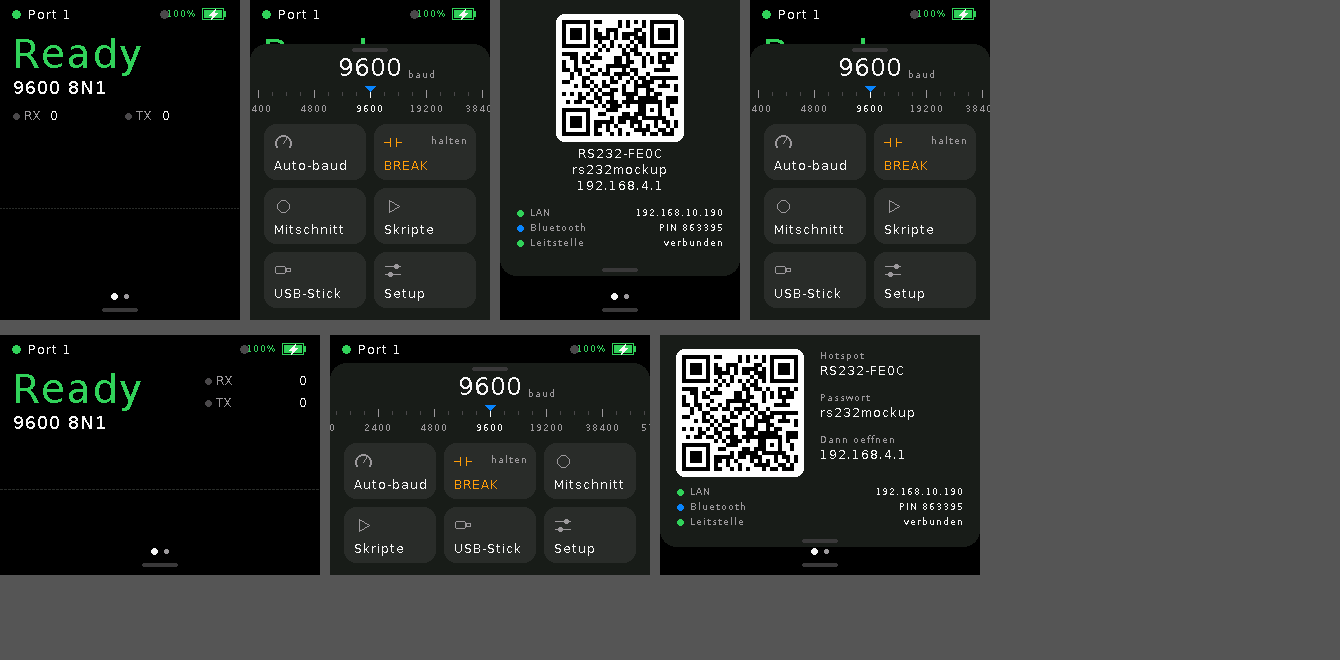 Port 1 100%
Ready
9600 8N1
RX 0 TX 0
Port 1 100%
9600 baud
400 4800 9600 19200 3840
Auto-baud
halten
BREAK
Mitschnitt
Skripte
USB-Stick
Setup
RS232-FE0C
rs232mockup
192.168.4.1
LAN 192.168.10.190
Bluetooth PIN 863395
Leitstelle verbunden
Port 1 100%
9600 baud
400 4800 9600 19200 3840
Auto-baud
halten
BREAK
Mitschnitt
Skripte
USB-Stick
Setup
Port 1 100%
Ready
9600 8N1
RX 0
TX 0
Port 1 100%
9600 baud
0 2400 4800 9600 19200 38400 57
Auto-baud
halten
BREAK
Mitschnitt
Skripte
USB-Stick
Setup
Hotspot
RS232-FE0C
Passwort
rs232mockup
Dann oeffnen
192.168.4.1
LAN 192.168.10.190
Bluetooth PIN 863395
Leitstelle verbunden